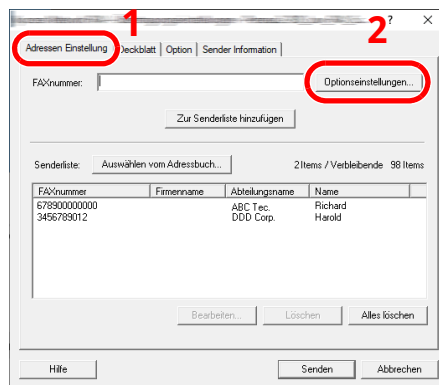 1
2
? X
Adressen Einstellung Deckblatt Option Sender Information
FAXnummer: Optionseinstellungen...
Zur Senderliste hinzufügen
Senderliste: Auswählen vom Adressbuch... 2Items / Verbleibende 98 Items
FAXnummer Firmenname Abteilungsname Name
678900000000 ABC Tec. Richard
3456789012 DDD Corp. Harold
Bearbeiten... Löschen Alles löschen
Hilfe Senden Abbrechen